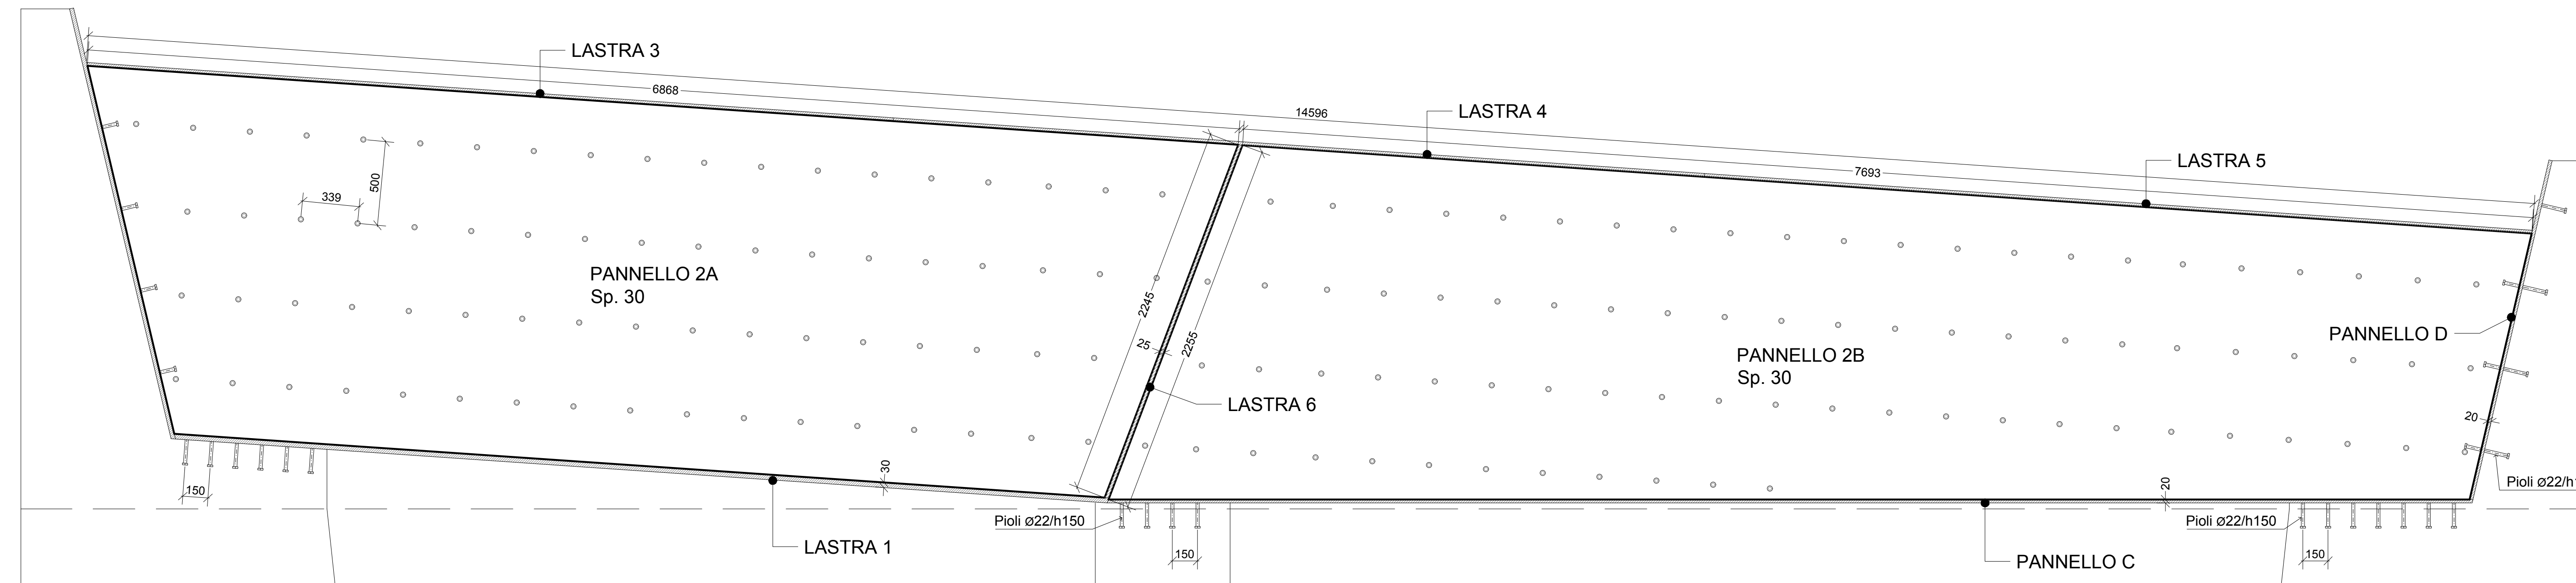 LASTRA 3
6868
14596
LASTRA 4
LASTRA 5
7693
500
339
PANNELLO 2A
Sp. 30
2245
25
2255
PANNELLO 2B
Sp. 30
PANNELLO D
LASTRA 6
20
30
20
150
Pioli Ø22/h150
Pioli Ø22/h150
Pioli Ø22/h1
LASTRA 1
150
150
PANNELLO C